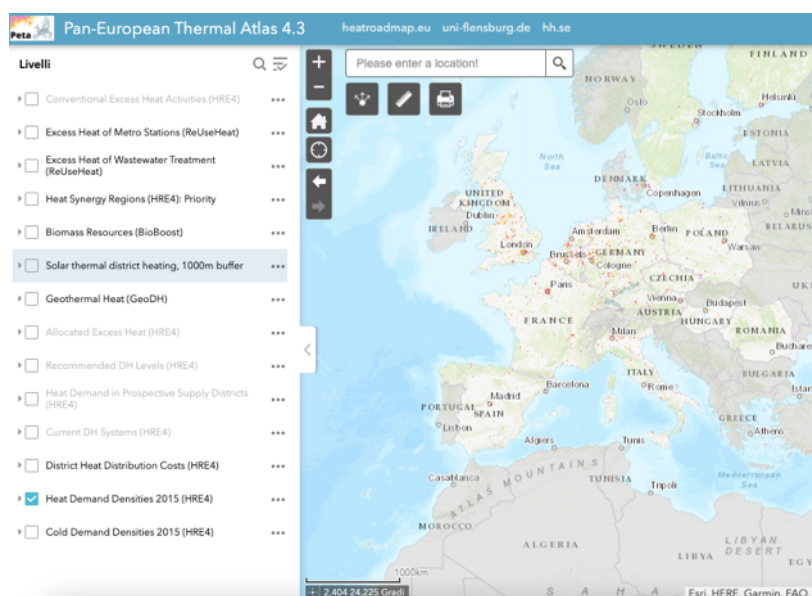 Peta
Pan-European Thermal Atlas 4.3
heatroadmap.eu uni-flensburg.de hh.se
Livelli
Conventional Excess Heat Activities (HRE4)
Excess Heat of Metro Stations (ReUseHeat)
Excess Heat of Wastewater Treatment
(ReUseHeat)
Heat Synergy Regions (HRE4): Priority
Biomass Resources (BioBoost)
Solar thermal district heating, 1000m buffer
Geothermal Heat (GeoDH)
Allocated Excess Heat (HRE4)
Recommended DH Levels (HRE4)
Heat Demand in Prospective Supply Districts
(HRE4)
Current DH Systems (HRE4)
District Heat Distribution Costs (HRE4)
Heat Demand Densities 2015 (HRE4)
Cold Demand Densities 2015 (HRE4)
Please enter a location!
FINLAND
NORWAY
Oslo
Helsinki
Stockholm
ESTONIA
North
Sea
Baltic
Sea
LATVIA
DENMARK
Copenhagen
LITHUANIA
UNITED
KINGDOM
Vilnius
Dublin
IRELAND
Amsterdam
Berlin
POLAND
BELARUS
London
Warsaw
Brussels
GERMANY
Cologne
Paris
CZECHIA
Danube
Vienna
Budapest
FRANCE
AUSTRIA
HUNGARY
Milan
ROMANIA
ITALY
BULGARIA
Barcelona
Rome
Madrid
PORTUGAL
SPAIN
GREECE
Lisbon
Athens
Algiers
Tunis
Casablanca
ATLAS MOUNTAINS
TUNISIA
Mediterranean
Sea
Tripoli
MOROCCO
ALGERIA
LIBYA
LIBYAN
DESERT
1000km
2.404 24.225 Gradi
S A H A
Esri, HERE, Garmin, FAO